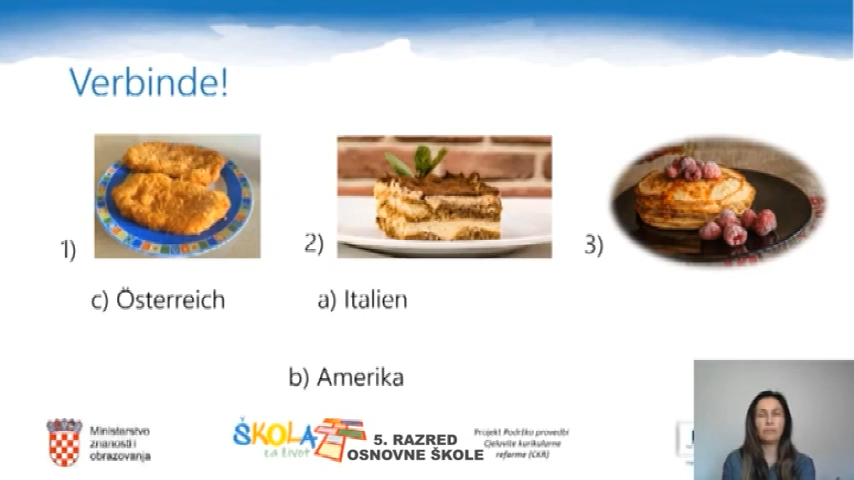 Verbinde!
1)
2)
3)
c) Österreich
a) Italien
b) Amerika
Ministarstvo
znanosti i
obrazovanja
ŠKOLA
za život
5. RAZRED
OSNOVNE ŠKOLE
Projekt Podrška provedbi
Cjelovite kurikularne
reforme (CKR)